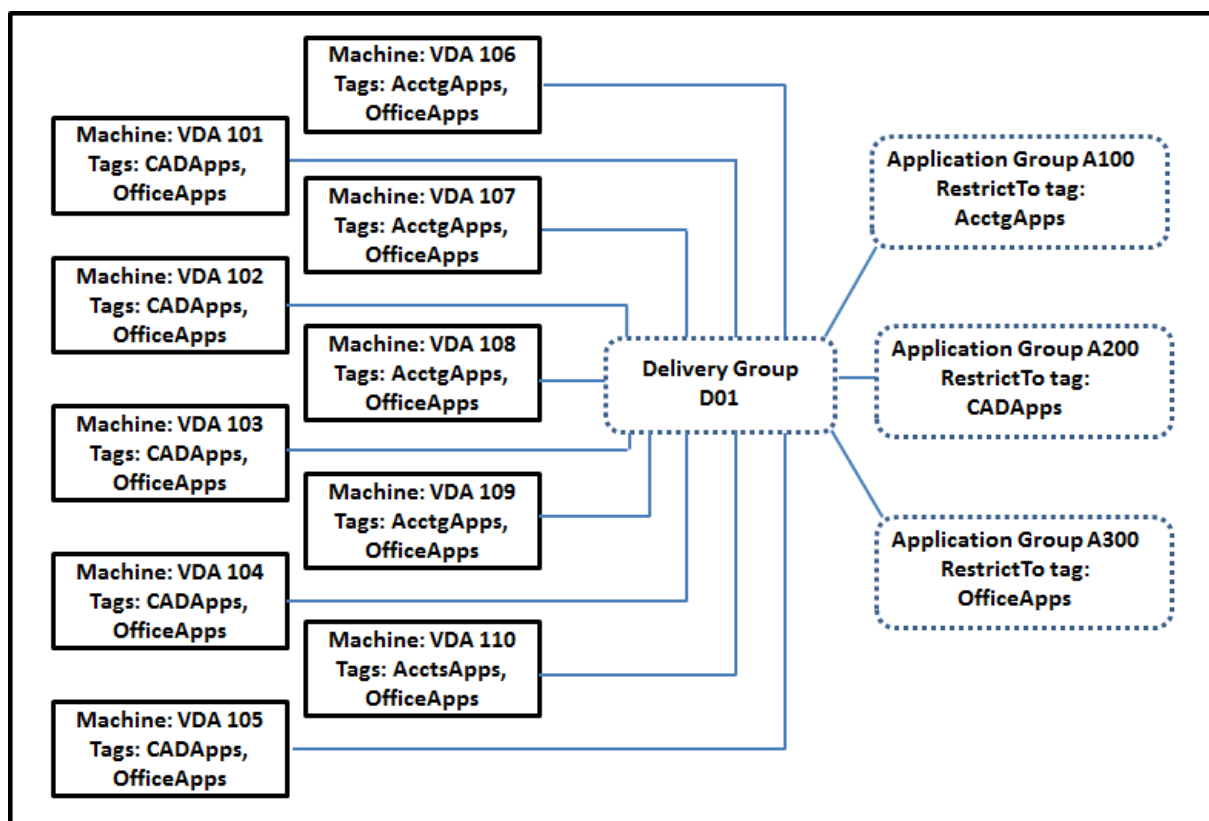 Machine: VDA 106
Tags: AcctgApps,
OfficeApps
Machine: VDA 101
Tags: CADApps,
OfficeApps
Machine: VDA 107
Tags: AcctgApps,
OfficeApps
Machine: VDA 102
Tags: CADApps,
OfficeApps
Machine: VDA 108
Tags: AcctgApps,
OfficeApps
Machine: VDA 103
Tags: CADApps,
OfficeApps
Machine: VDA 109
Tags: AcctgApps,
OfficeApps
Machine: VDA 104
Tags: CADApps,
OfficeApps
Machine: VDA 110
Tags: AcctsApps,
OfficeApps
Machine: VDA 105
Tags: CADApps,
OfficeApps
Delivery Group
D01
Application Group A100
RestrictTo tag:
AcctgApps
Application Group A200
RestrictTo tag:
CADApps
Application Group A300
RestrictTo tag:
OfficeApps